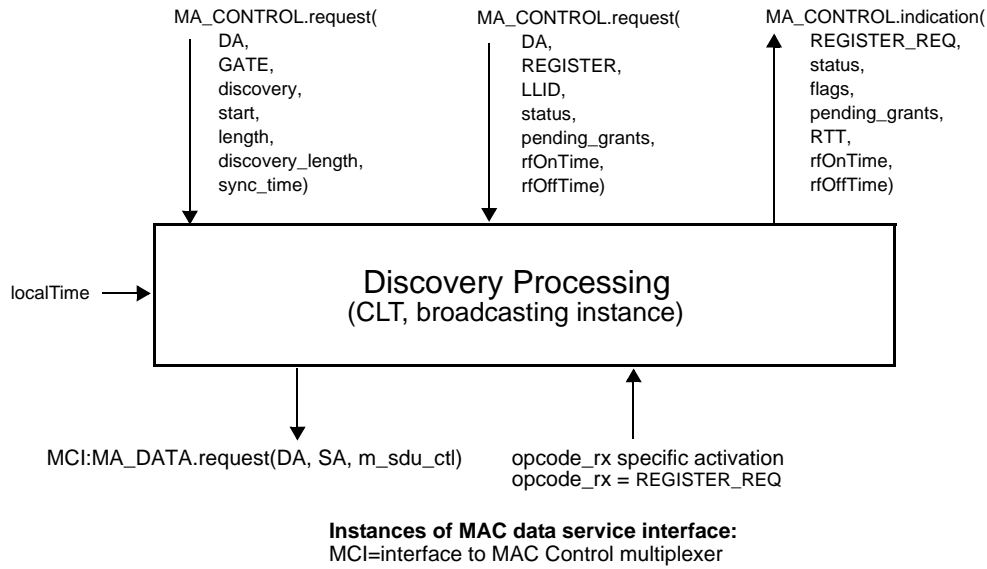 MA_CONTROL.request(
DA,
GATE,
discovery,
start,
length,
discovery_length,
sync_time)
MA_CONTROL.request(
DA,
REGISTER,
LLID,
status,
pending_grants,
rfOnTime,
rfOffTime)
MA_CONTROL.indication(
REGISTER_REQ,
status,
flags,
pending_grants,
RTT,
rfOnTime,
rfOffTime)
localTime
Discovery Processing
(CLT, broadcasting instance)
MCI:MA_DATA.request(DA, SA, m_sdu_ctl)
opcode_rx specific activation
opcode_rx = REGISTER_REQ
Instances of MAC data service interface:
MCI=interface to MAC Control multiplexer